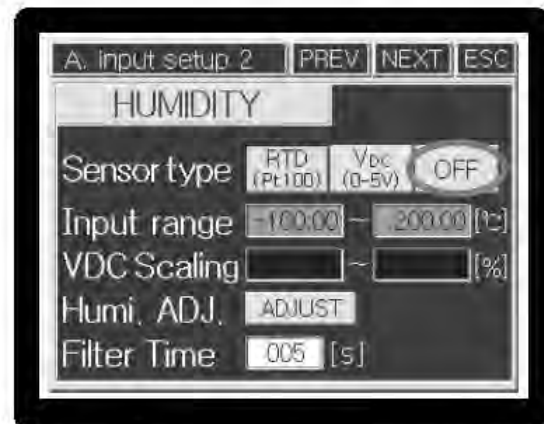 A. Input setup 2 PREV NEXT ESC
HUMIDITY
Sensor type RTD (Pt100) VDC (0-5V) OFF
Input range -100.00 ~ 200.00 [℃]
VDC Scaling ~ [%]
Humi. ADJ. ADJUST
Filter Time 005 [s]